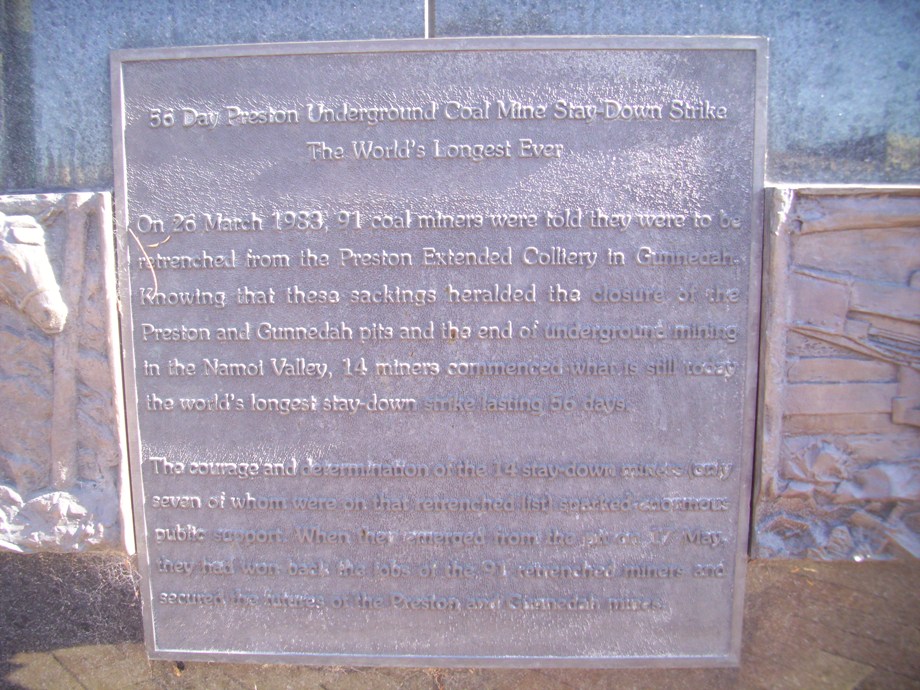 56 Day Preston Underground Coal Mine Stay-Down Strike
The World's Longest Ever
On 26 March 1983, 91 coal miners were told they were to be
retrenched from the Preston Extended Colliery in Gunnedah.
Knowing that these sackings heralded the closure of the
Preston and Gunnedah pits and the end of underground mining
in the Namoi Valley, 14 miners commenced what is still today
the world's longest stay-down strike lasting 56 days.
The courage and determination of the 14 stay-down miners (only
seven of whom were on that retrenched list) sparked enormous
public support. When they emerged from the pit on 17 May,
they had won back the jobs of the 91 retrenched miners and
secured the futures of the Preston and Gunnedah mines.